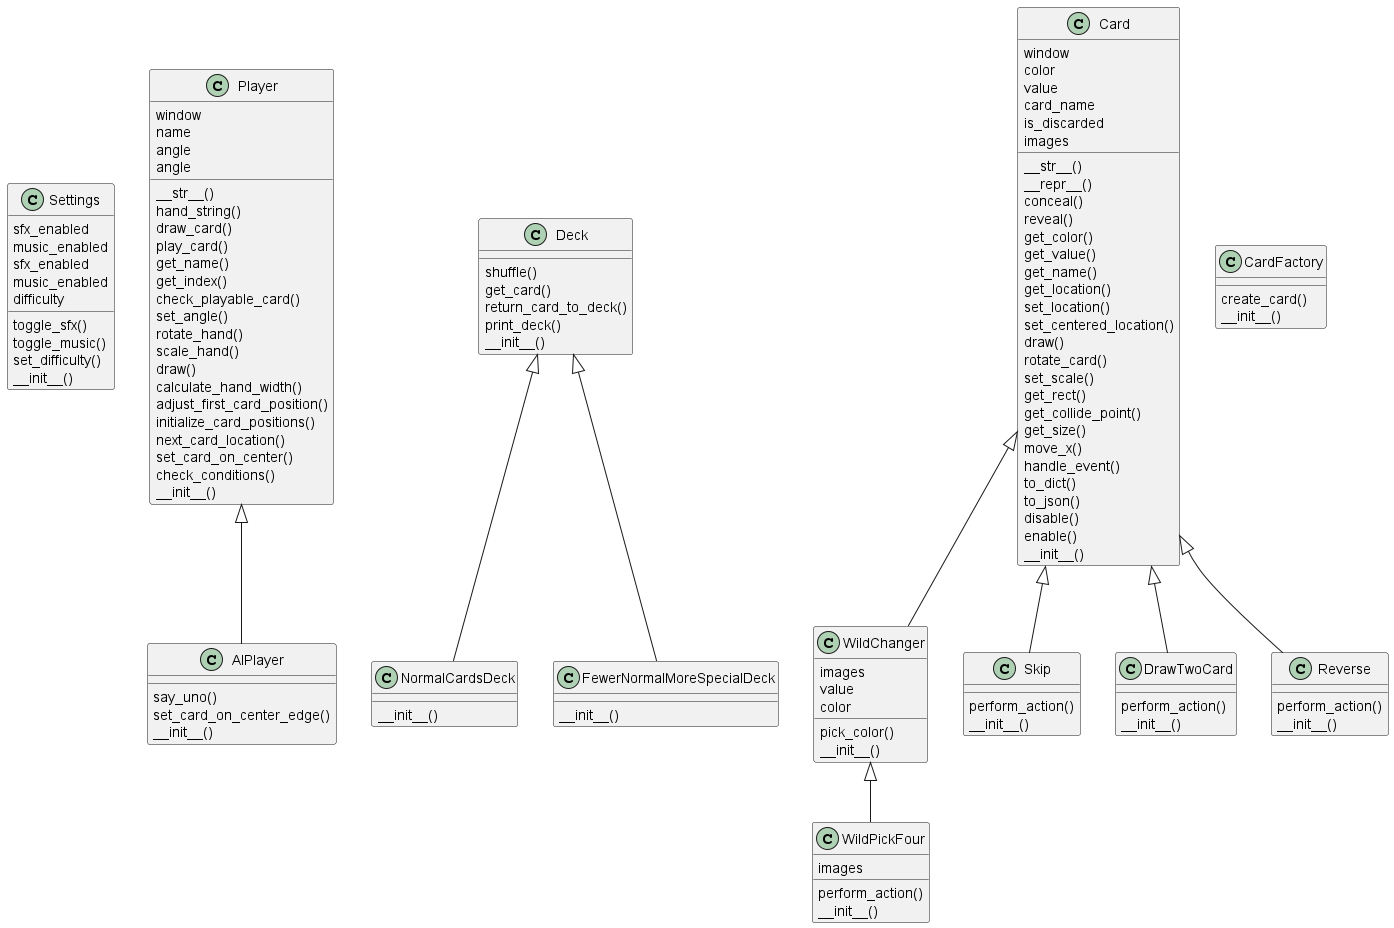 C Settings
sfx_enabled
music_enabled
sfx_enabled
music_enabled
difficulty
toggle_sfx()
toggle_music()
set_difficulty()
__init__()
C Player
window
name
angle
angle
__str__()
hand_string()
draw_card()
play_card()
get_name()
get_index()
check_playable_card()
set_angle()
rotate_hand()
scale_hand()
draw()
calculate_hand_width()
adjust_first_card_position()
initialize_card_positions()
next_card_location()
set_card_on_center()
check_conditions()
__init__()
C AIPlayer
say_uno()
set_card_on_center_edge()
__init__()
C Deck
shuffle()
get_card()
return_card_to_deck()
print_deck()
__init__()
C NormalCardsDeck
__init__()
C FewerNormalMoreSpecialDeck
__init__()
C Card
window
color
value
card_name
is_discarded
images
__str__()
__repr__()
conceal()
reveal()
get_color()
get_value()
get_name()
get_location()
set_location()
set_centered_location()
draw()
rotate_card()
set_scale()
get_rect()
get_collide_point()
get_size()
move_x()
handle_event()
to_dict()
to_json()
disable()
enable()
__init__()
C CardFactory
create_card()
__init__()
C WildChanger
images
value
color
pick_color()
__init__()
C Skip
perform_action()
__init__()
C DrawTwoCard
perform_action()
__init__()
C Reverse
perform_action()
__init__()
C WildPickFour
images
perform_action()
__init__()